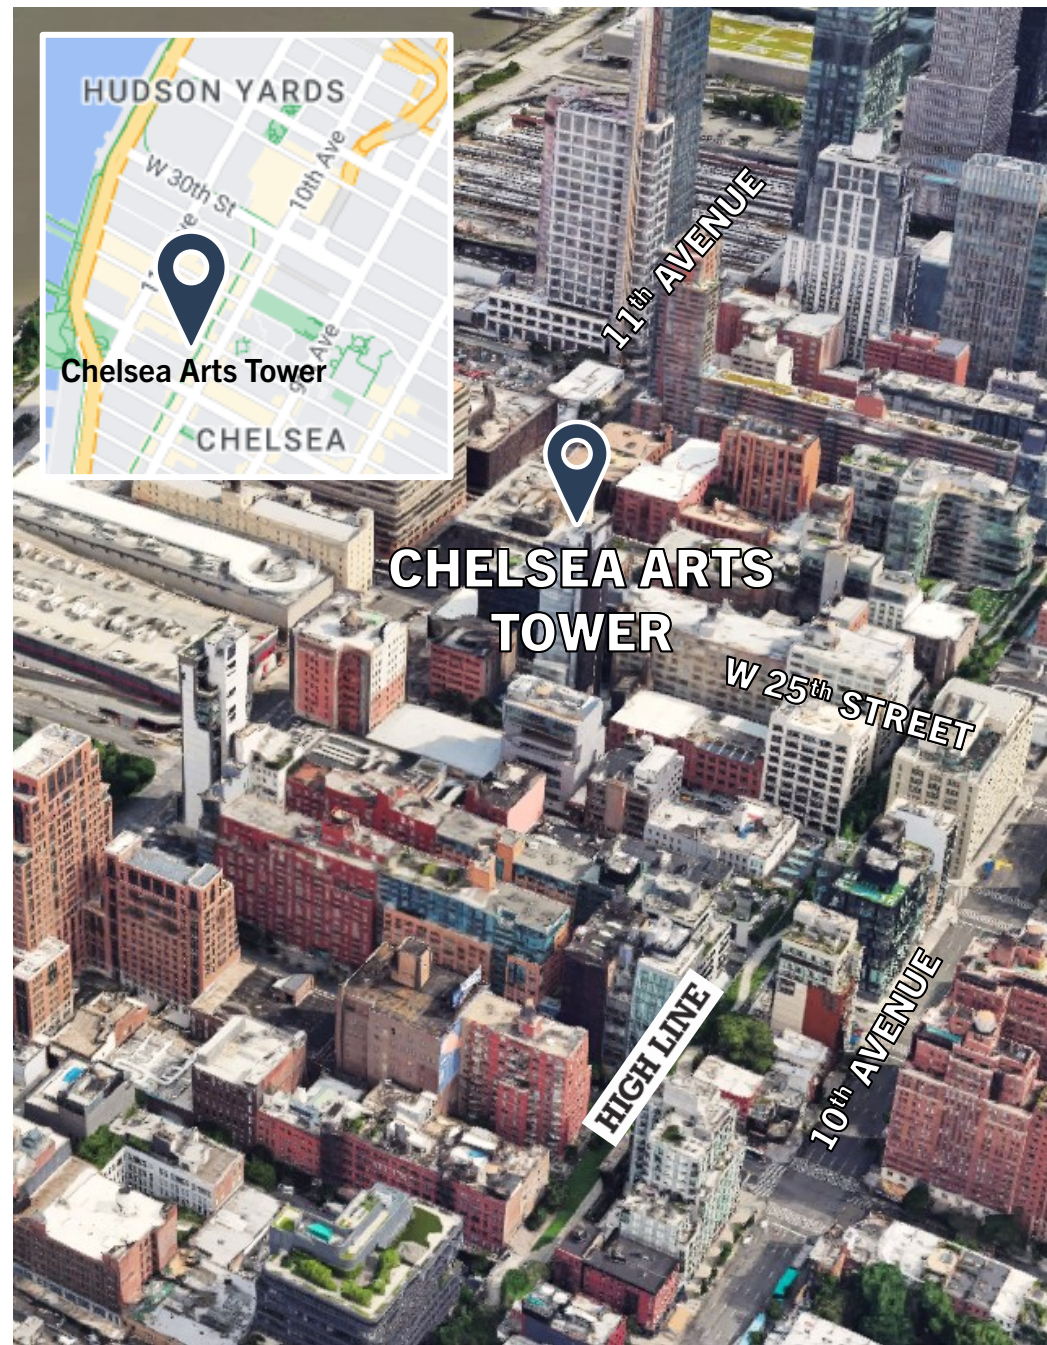 HUDSON YARDS
10th Ave
W 30th St
Chelsea Arts Tower
Ave
CHELSEA
11th AVENUE
CHELSEA ARTS
TOWER
W 25th STREET
HIGH LINE
10th AVENUE